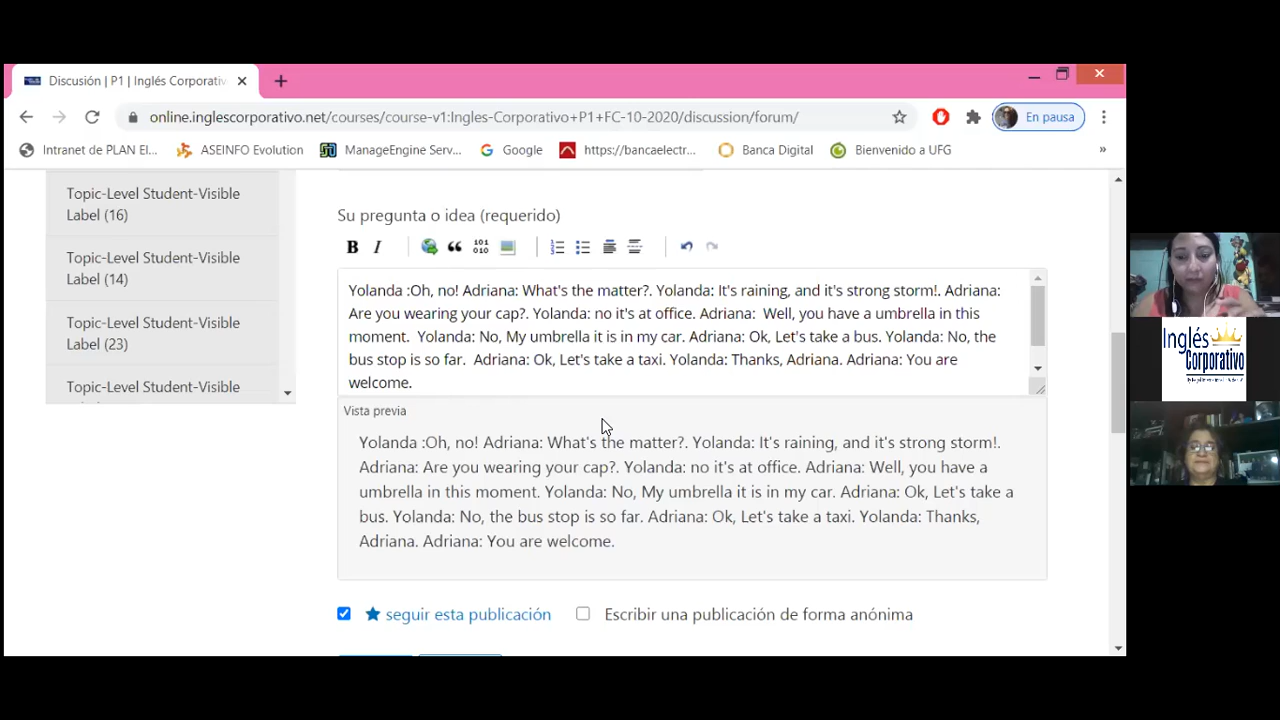 Discusión | P1 | Inglés Corporativ
online.inglescorporativo.net/courses/course-v1:Ingles-Corporativo+P1+FC-10-2020/discussion/forum/
En pausa
Intranet de PLAN El...
ASEINFO Evolution
ManageEngine Serv...
Google
https://bancaelectr...
Banca Digital
Bienvenido a UFG
»
Topic-Level Student-Visible
Label (16)
Topic-Level Student-Visible
Label (14)
Topic-Level Student-Visible
Label (23)
Topic-Level Student-Visible
Su pregunta o idea (requerido)
B I
101
010
Yolanda :Oh, no! Adriana: What's the matter?. Yolanda: It's raining, and it's strong storm!. Adriana:
Are you wearing your cap?. Yolanda: no it's at office. Adriana: Well, you have a umbrella in this
moment. Yolanda: No, My umbrella it is in my car. Adriana: Ok, Let's take a bus. Yolanda: No, the
bus stop is so far. Adriana: Ok, Let's take a taxi. Yolanda: Thanks, Adriana. Adriana: You are
welcome.
Vista previa
Yolanda :Oh, no! Adriana: What's the matter?. Yolanda: It's raining, and it's strong storm!.
Adriana: Are you wearing your cap?. Yolanda: no it's at office. Adriana: Well, you have a
umbrella in this moment. Yolanda: No, My umbrella it is in my car. Adriana: Ok, Let's take a
bus. Yolanda: No, the bus stop is so far. Adriana: Ok, Let's take a taxi. Yolanda: Thanks,
Adriana. Adriana: You are welcome.
seguir esta publicación
Escribir una publicación de forma anónima
Inglés
Corporativo